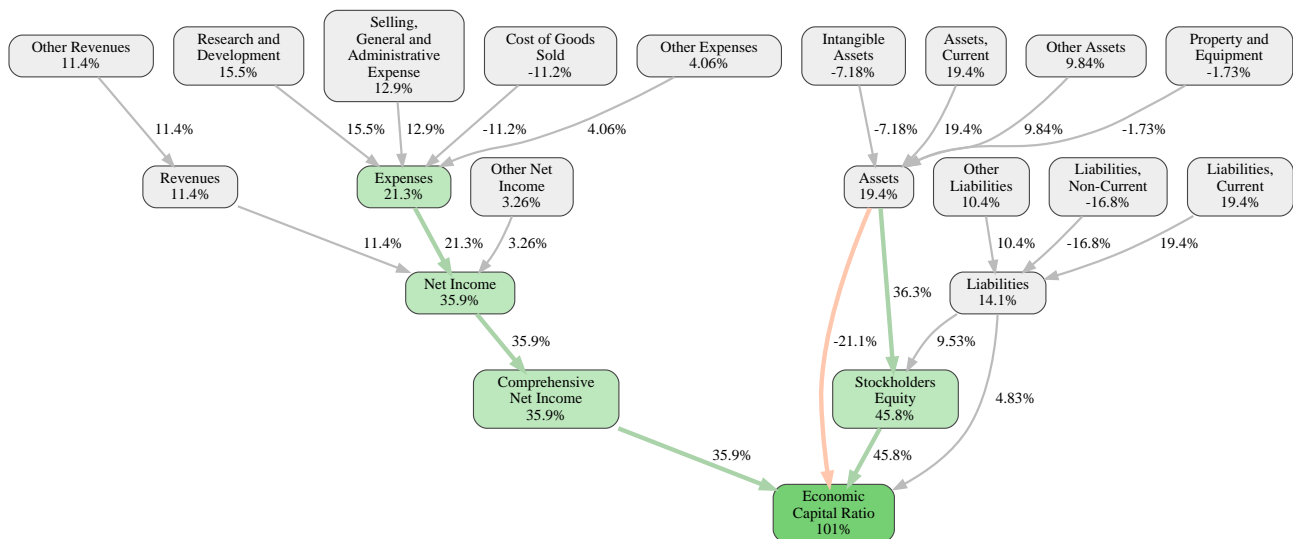 Other Revenues
11.4%
Research and
Development
15.5%
Selling,
General and
Administrative
Expense
12.9%
Cost of Goods
Sold
-11.2%
Other Expenses
4.06%
Intangible
Assets
-7.18%
Assets,
Current
19.4%
Other Assets
9.84%
Property and
Equipment
-1.73%
11.4%
15.5%
12.9%
-11.2%
4.06%
-7.18%
19.4%
9.84%
-1.73%
Revenues
11.4%
Expenses
21.3%
Other Net
Income
3.26%
Assets
19.4%
Other
Liabilities
10.4%
Liabilities,
Non-Current
-16.8%
Liabilities,
Current
19.4%
11.4%
21.3%
3.26%
10.4%
-16.8%
19.4%
Net Income
35.9%
36.3%
Liabilities
14.1%
35.9%
-21.1%
9.53%
Comprehensive
Net Income
35.9%
Stockholders
Equity
45.8%
4.83%
35.9%
45.8%
Economic
Capital Ratio
101%